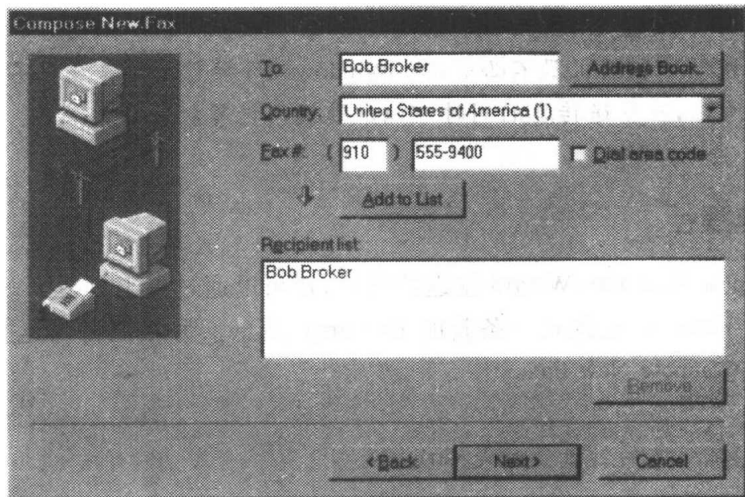 Compose New Fax
To: Bob Broker Address Book...
Country: United States of America (1)
Fax #: ( 910 ) 555-9400 Dial area code
Add to List
Recipient list:
Bob Broker
Remove
< Back Next > Cancel